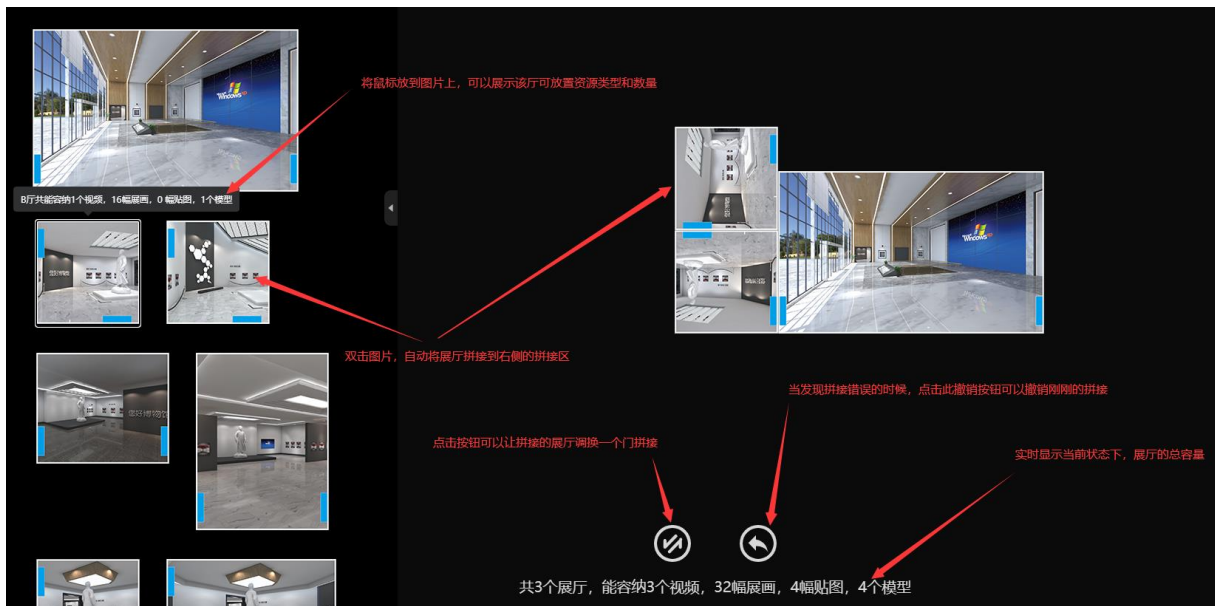 将鼠标放到图片上，可以展示该厅可放置资源类型和数量
B厅共能容纳1个视频，16幅展画，0 幅贴图，1个模型
双击图片，自动将展厅拼接到右侧的拼接区
当发现拼接错误的时候，点击此撤销按钮可以撤销刚刚的拼接
点击按钮可以让拼接的展厅调换一个门拼接
实时显示当前状态下，展厅的总容量
共3个展厅，能容纳3个视频，32幅展画，4幅贴图，4个模型